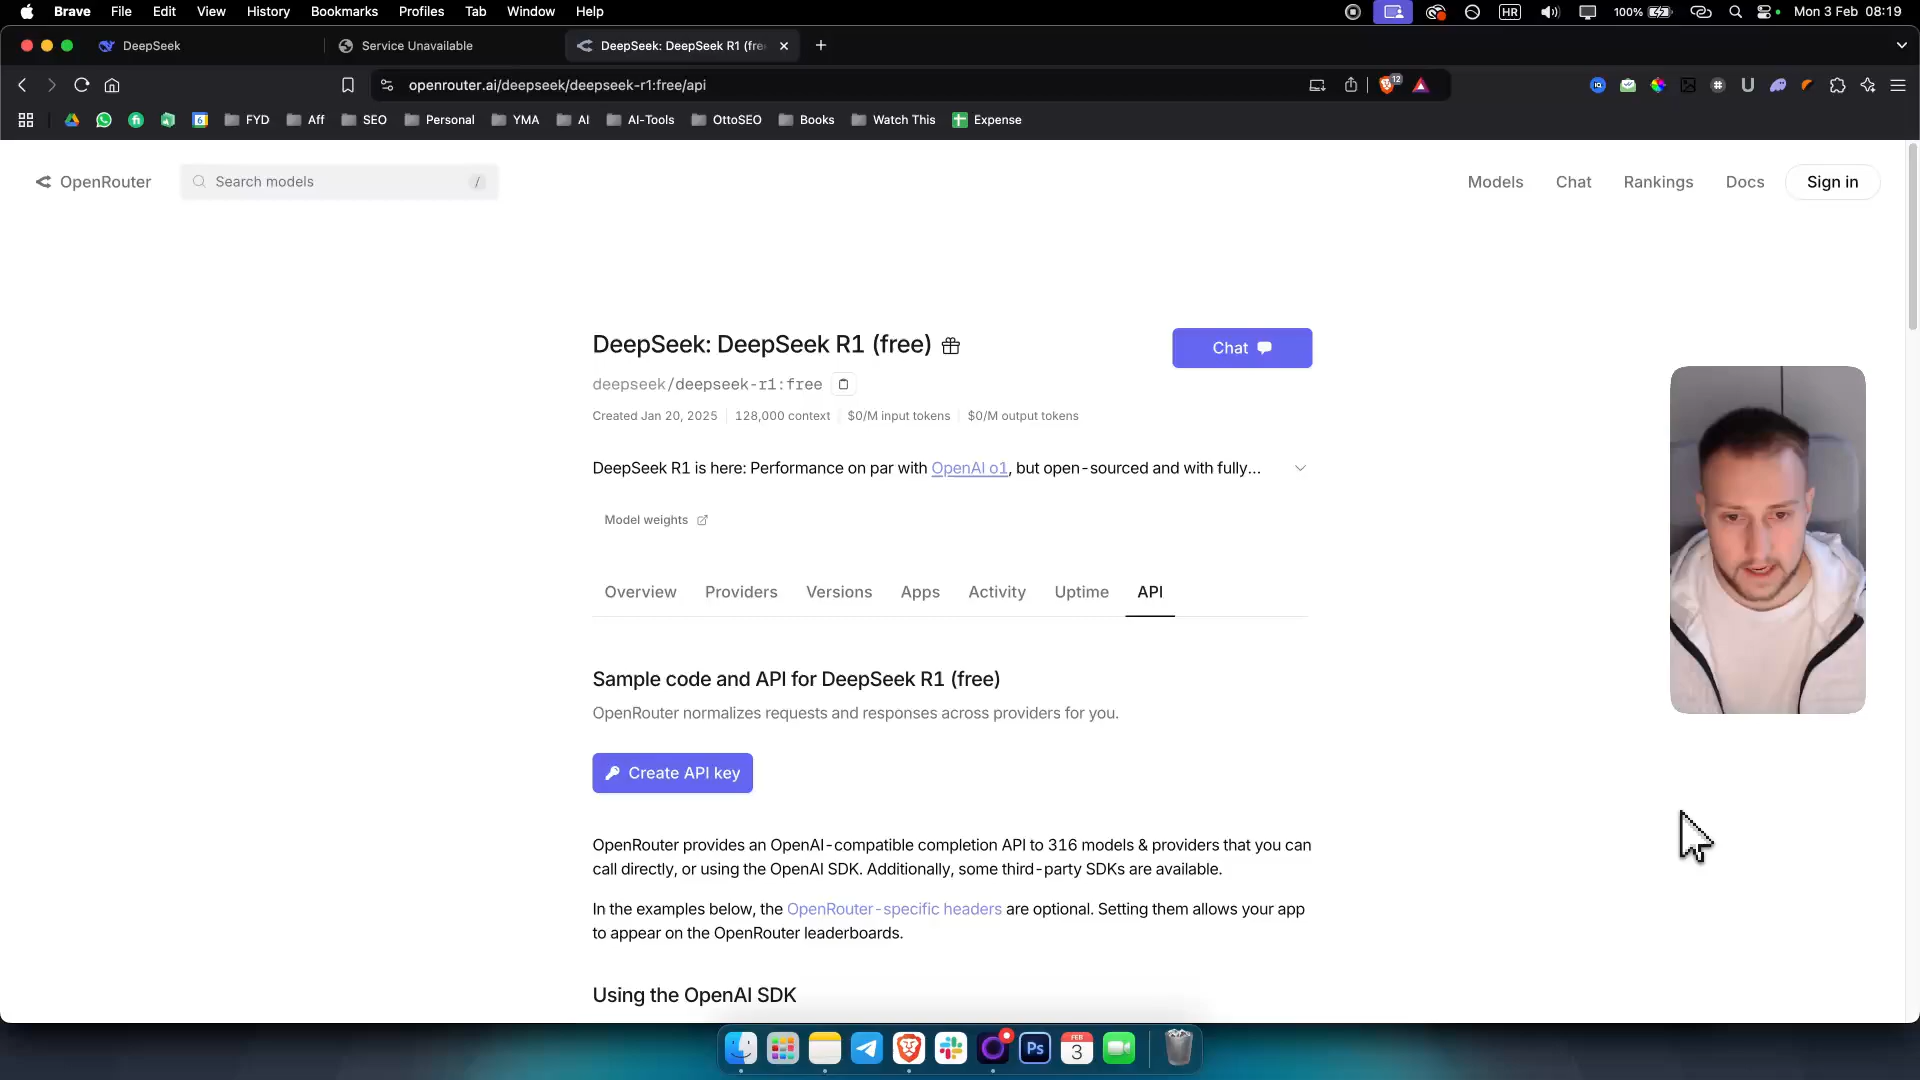 Brave File Edit View History Bookmarks Profiles Tab Window Help HR 100% Mon 3 Feb 08:19
DeepSeek Service Unavailable DeepSeek: DeepSeek R1 (fre
openrouter.ai/deepseek/deepseek-r1:free/api 12
6 FYD Aff SEO Personal YMA AI AI-Tools OttoSEO Books Watch This Expense
OpenRouter Search models / Models Chat Rankings Docs Sign in
DeepSeek: DeepSeek R1 (free) Chat
deepseek/deepseek-r1:free
Created Jan 20, 2025 128,000 context $0/M input tokens $0/M output tokens
DeepSeek R1 is here: Performance on par with OpenAI o1, but open-sourced and with fully...
Model weights
Overview Providers Versions Apps Activity Uptime API
Sample code and API for DeepSeek R1 (free)
OpenRouter normalizes requests and responses across providers for you.
Create API key
OpenRouter provides an OpenAI-compatible completion API to 316 models & providers that you can
call directly, or using the OpenAI SDK. Additionally, some third-party SDKs are available.
In the examples below, the OpenRouter-specific headers are optional. Setting them allows your app
to appear on the OpenRouter leaderboards.
Using the OpenAI SDK
Ps FEB 3